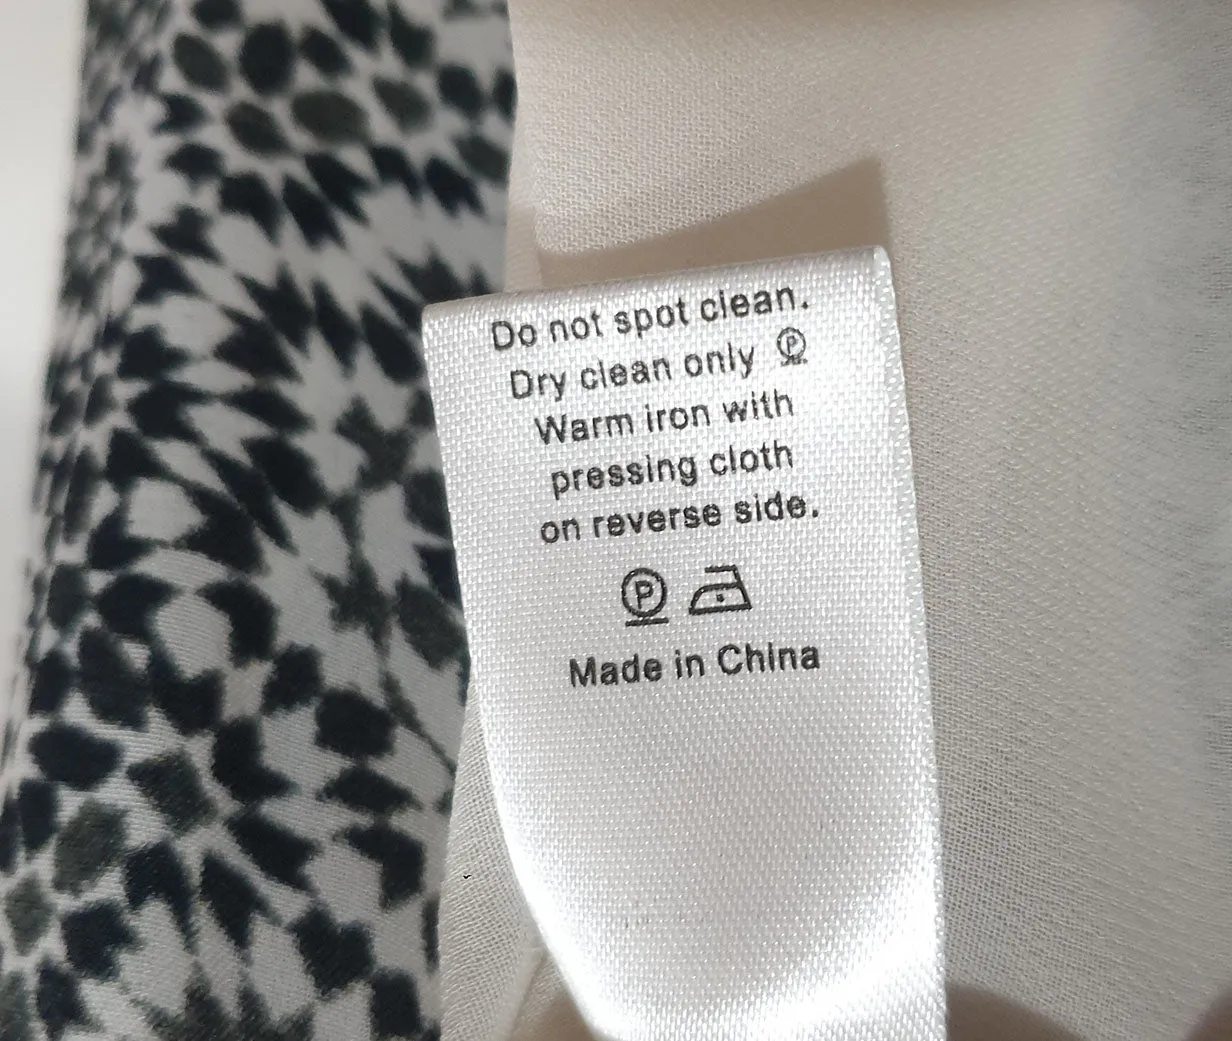 Do not spot clean.
Dry clean only Ⓟ
Warm iron with
pressing cloth
on reverse side.
Ⓟ
Made in China